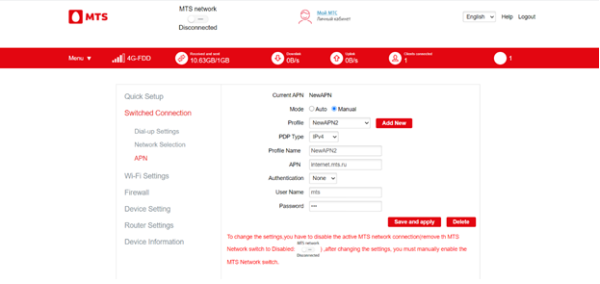 MTS
MTS network
Disconnected
Мой МТС
Личный кабинет
English
Help
Logout
Menu ▼
4G-FDD
Received and sent
10.63GB/1GB
Downlink
0B/s
Uplink
0B/s
Clients connected
1
1
Quick Setup
Switched Connection
Dial-up Settings
Network Selection
APN
Wi-Fi Settings
Firewall
Device Setting
Router Settings
Device Information
Current APN NewAPN
Mode Auto Manual
Profile NewAPN2 Add New
PDP Type IPv4
Profile Name NewAPN2
APN internet.mts.ru
Authentication None
User Name mts
Password •••
Save and apply Delete
To change the settings,you have to disable the active MTS network connection(remove th MTS
Network switch to Disabled: MTS network Disconnected ).after changing the settings, you must manually enable the
MTS Network switch.